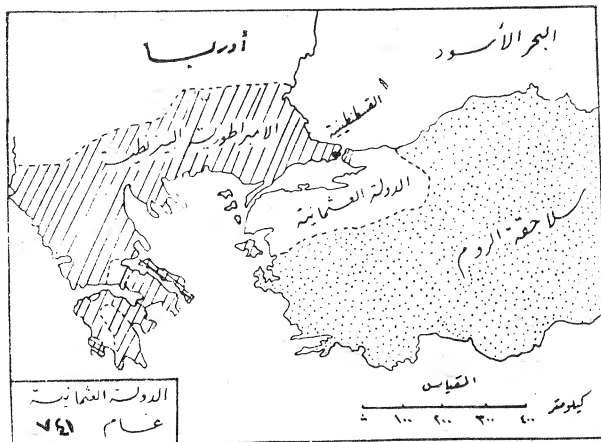 البحر الأسود
أوربا
القسطنطينية
الامبراطورية البيزنطية
الدولة العثمانية
سلاجقة الروم
المقياس
كيلومتر
٤٠٠ ٣٠٠ ٢٠٠ ١٠٠
الدولة العثمانية
عام ٧٤١